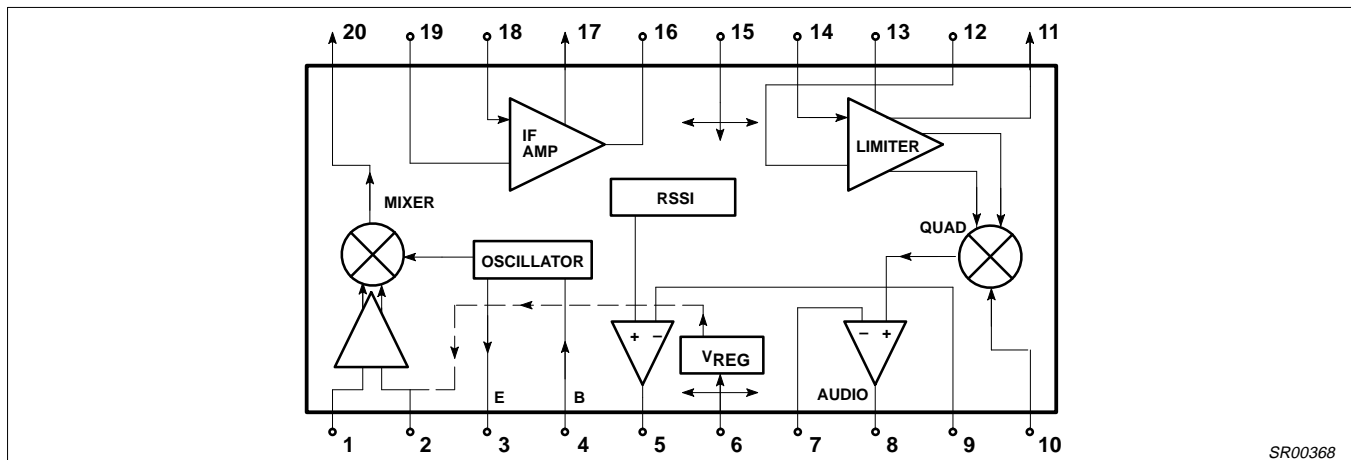 20 19 18 17 16 15 14 13 12 11
IF
AMP
LIMITER
RSSI
MIXER
QUAD
OSCILLATOR
+ − − +
VREG
E B AUDIO
1 2 3 4 5 6 7 8 9 10
SR00368